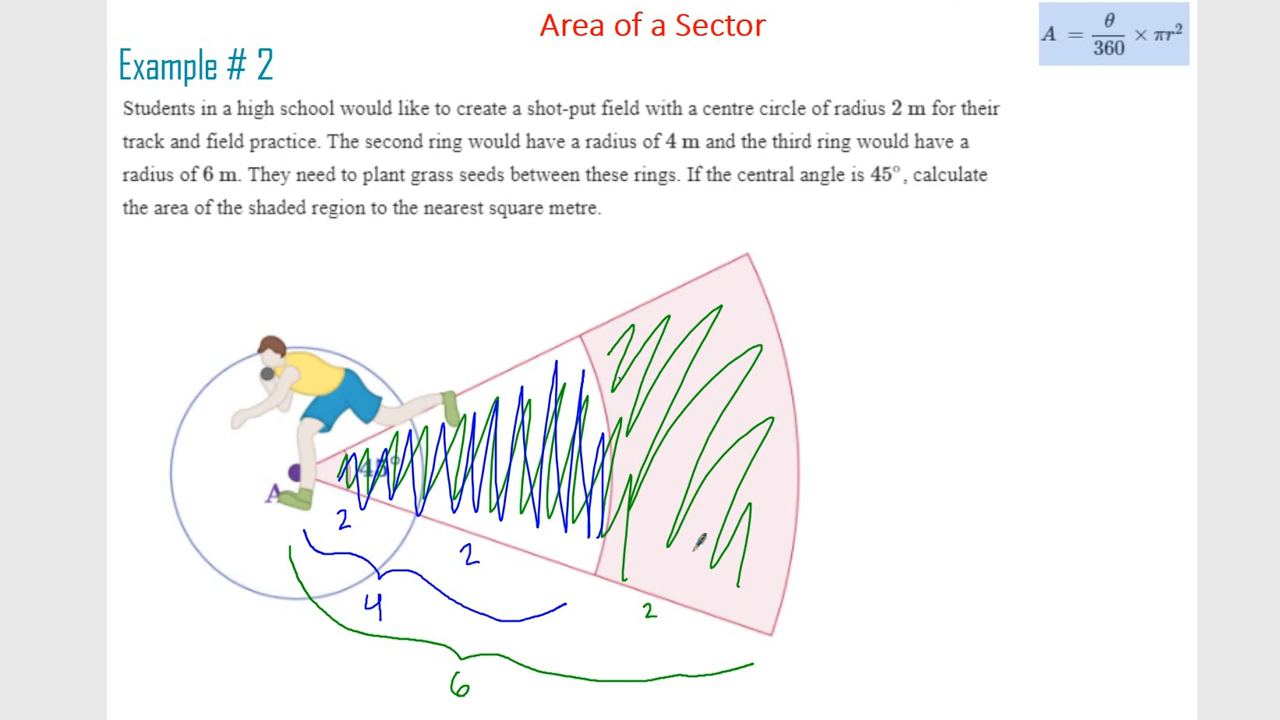 Area of a Sector
A = θ/360 × πr²
Example # 2
Students in a high school would like to create a shot-put field with a centre circle of radius 2 m for their
track and field practice. The second ring would have a radius of 4 m and the third ring would have a
radius of 6 m. They need to plant grass seeds between these rings. If the central angle is 45°, calculate
the area of the shaded region to the nearest square metre.
45°
A
2
2
4
2
6